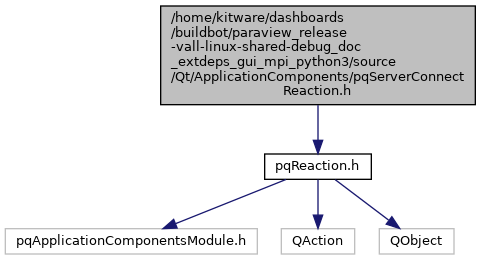 /home/kitware/dashboards
/buildbot/paraview_release
-vall-linux-shared-debug_doc
_extdeps_gui_mpi_python3/source
/Qt/ApplicationComponents/pqServerConnect
Reaction.h
pqReaction.h
pqApplicationComponentsModule.h
QAction
QObject